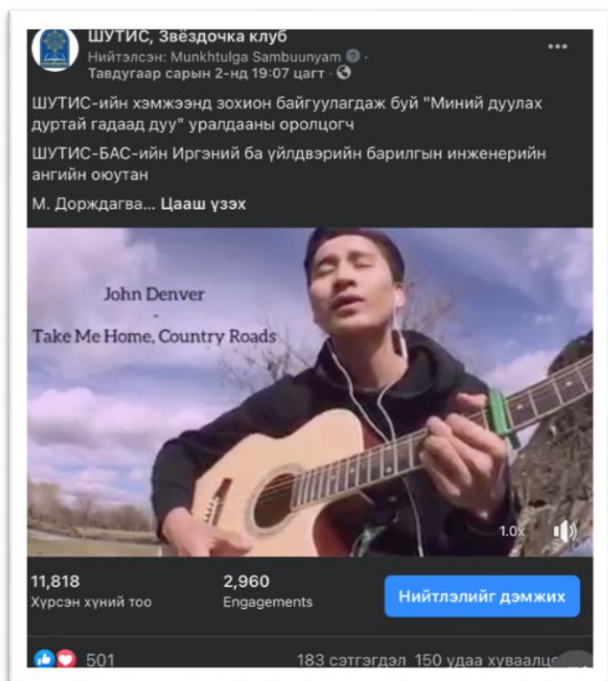 ШУТИС, Звёздочка клуб
Нийтэлсэн: Munkhtulga Sambuunyam
Тавдугаар сарын 2-нд 19:07 цагт ·
ШУТИС-ийн хэмжээнд зохион байгуулагдаж буй "Миний дуулах
дуртай гадаад дуу" уралдааны оролцогч
ШУТИС-БАС-ийн Иргэний ба үйлдвэрийн барилгын инженерийн
ангийн оюутан
М. Дорждагва... Цааш үзэх
John Denver
-
Take Me Home, Country Roads
1.0x
11,818
Хүрсэн хүний тоо
2,960
Engagements
Нийтлэлийг дэмжих
501
183 сэтгэгдэл 150 удаа